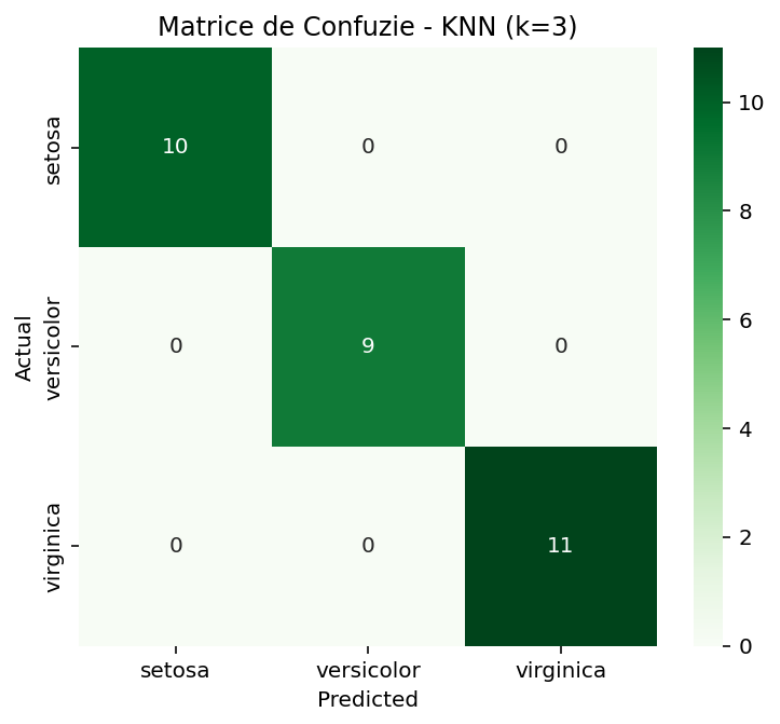 Matrice de Confuzie - KNN (k=3)
Actual
setosa
10 0 0
versicolor
0 9 0
virginica
0 0 11
setosa versicolor virginica
Predicted
10
8
6
4
2
0